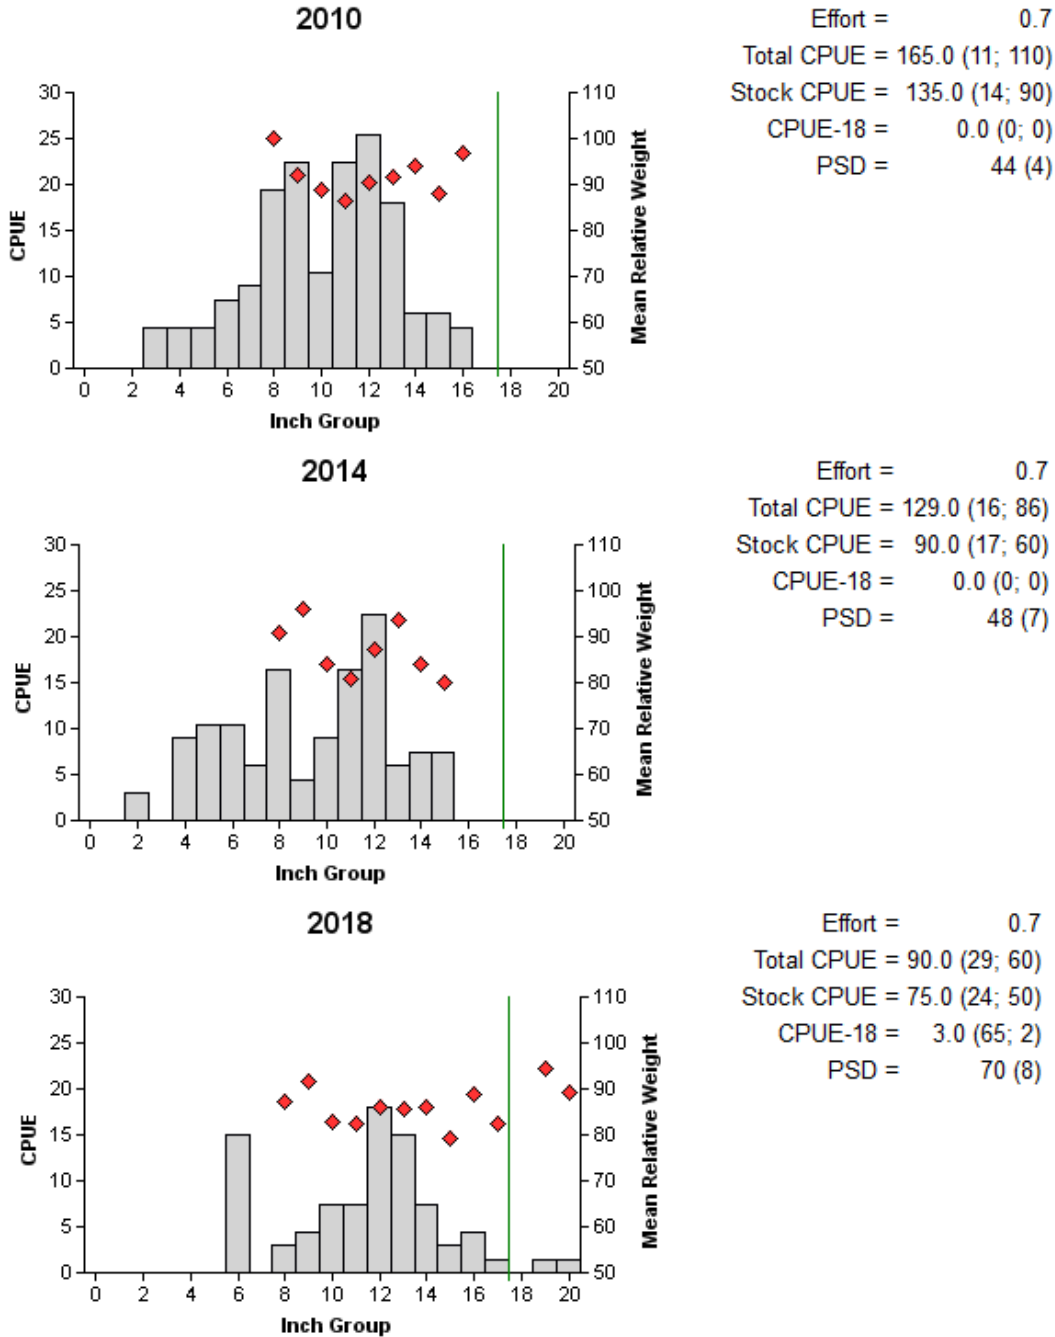 2010
Effort = 0.7
Total CPUE = 165.0 (11; 110)
Stock CPUE = 135.0 (14; 90)
CPUE-18 = 0.0 (0; 0)
PSD = 44 (4)
30 110
25 100
20 90
15 80
10 70
5 60
0 50
CPUE
Mean Relative Weight
0 2 4 6 8 10 12 14 16 18 20
Inch Group
2014
Effort = 0.7
Total CPUE = 129.0 (16; 86)
Stock CPUE = 90.0 (17; 60)
CPUE-18 = 0.0 (0; 0)
PSD = 48 (7)
30 110
25 100
20 90
15 80
10 70
5 60
0 50
CPUE
Mean Relative Weight
0 2 4 6 8 10 12 14 16 18 20
Inch Group
2018
Effort = 0.7
Total CPUE = 90.0 (29; 60)
Stock CPUE = 75.0 (24; 50)
CPUE-18 = 3.0 (65; 2)
PSD = 70 (8)
30 110
25 100
20 90
15 80
10 70
5 60
0 50
CPUE
Mean Relative Weight
0 2 4 6 8 10 12 14 16 18 20
Inch Group